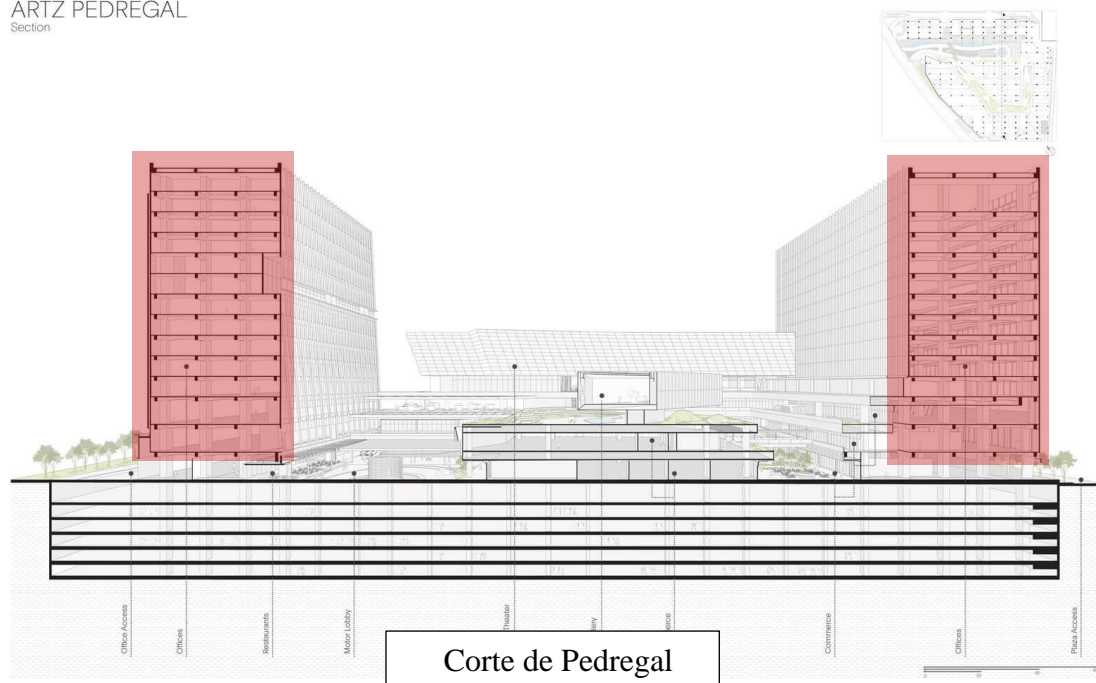 ARTZ PEDREGAL
Section
Office Access
Offices
Restaurants
Motor Lobby
Theater
Commerce
Offices
Plaza Access
Corte de Pedregal